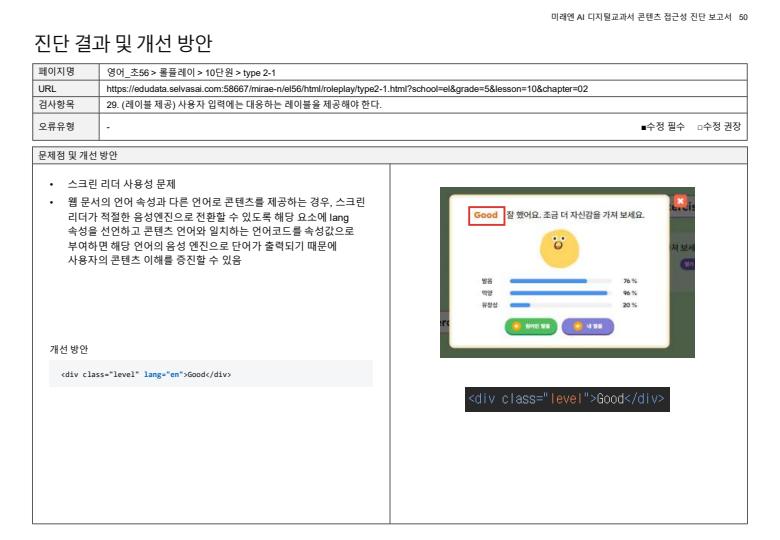 미래엔 AI 디지털교과서 콘텐츠 접근성 진단 보고서 50
진단 결과 및 개선 방안
페이지명 영어_초56 > 롤플레이 > 10단원 > type 2-1
URL https://edudata.selvasai.com:58667/mirae-n/el56/html/roleplay/type2-1.html?school=el&grade=5&lesson=10&chapter=02
검사항목 29. (레이블 제공) 사용자 입력에는 대응하는 레이블을 제공해야 한다.
오류유형 - ■수정 필수 □수정 권장
문제점 및 개선 방안
• 스크린 리더 사용성 문제
• 웹 문서의 언어 속성과 다른 언어로 콘텐츠를 제공하는 경우, 스크린
리더가 적절한 음성엔진으로 전환할 수 있도록 해당 요소에 lang
속성을 선언하고 콘텐츠 언어와 일치하는 언어코드를 속성값으로
부여하면 해당 언어의 음성 엔진으로 단어가 출력되기 때문에
사용자의 콘텐츠 이해를 증진할 수 있음
개선 방안
<div class="level" lang="en">Good</div>
Good 잘 했어요. 조금 더 자신감을 가져 보세요.
발음 76 %
억양 96 %
유창성 20 %
원어민 발음 내 발음
<div class="level">Good</div>